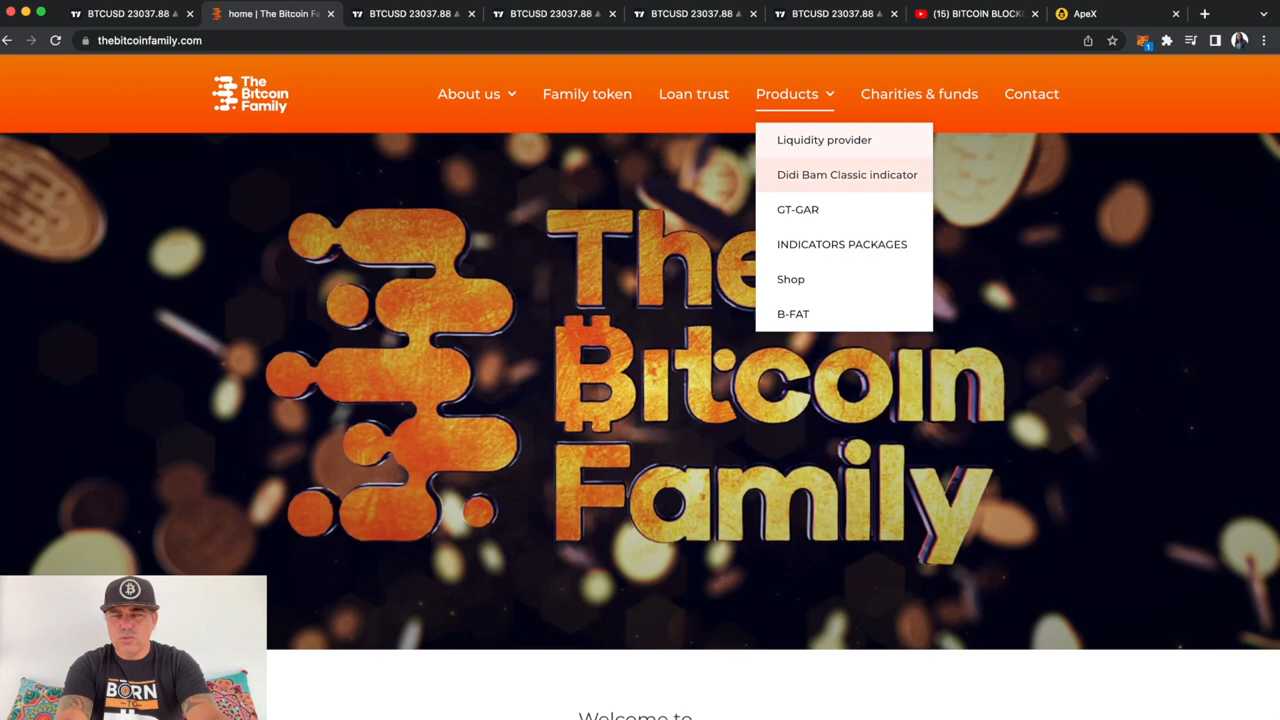 BTCUSD 23037.88
home | The Bitcoin Fa
BTCUSD 23037.88
BTCUSD 23037.88
BTCUSD 23037.88
BTCUSD 23037.88
(15) BITCOIN BLOCK
ApeX
thebitcoinfamily.com
1
The
Bitcoin
Family
About us
Family token
Loan trust
Products
Charities & funds
Contact
Liquidity provider
Didi Bam Classic indicator
GT-GAR
INDICATORS PACKAGES
Shop
B-FAT
The
Bitcoin
Family
BORN
-TO-
Welcome to